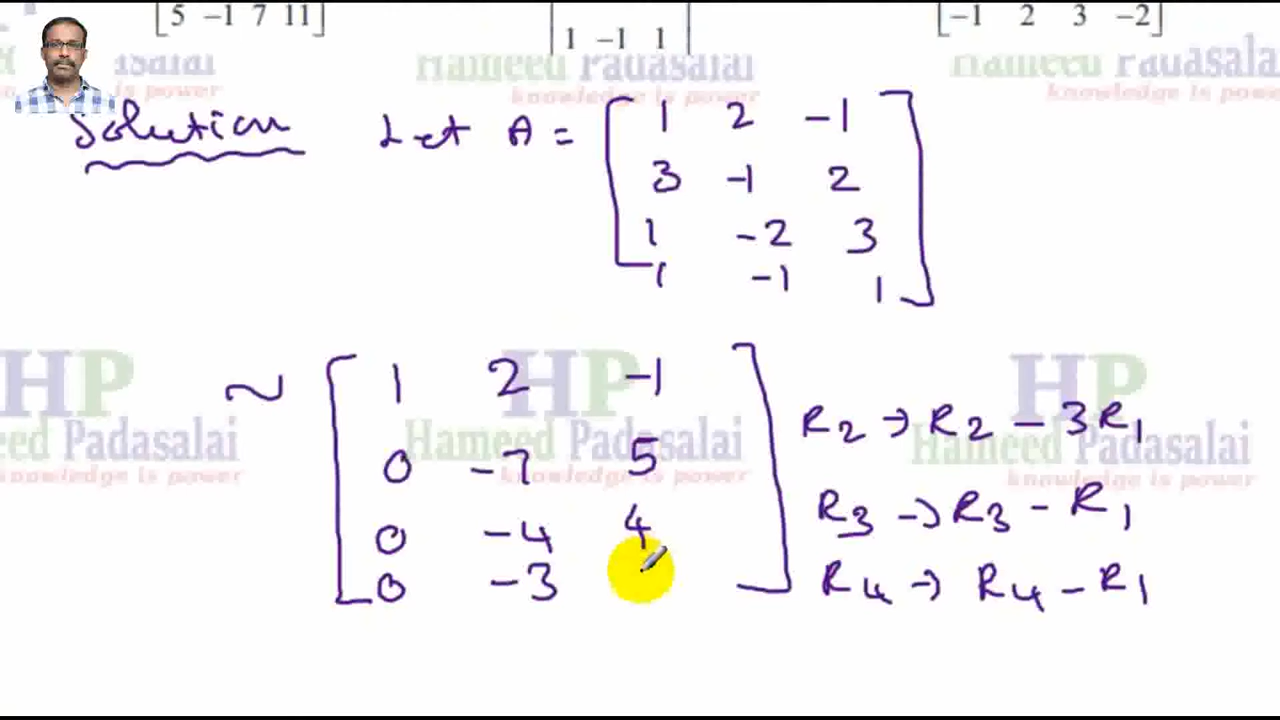 5 -1 7 11
1 -1 1
-1 2 3 -2
Hameed Padasalai
knowledge is power
Hameed Padasala
knowledge is powe
Solution Let A = 1 2 -1
3 -1 2
1 -2 3
1 -1 1
~ 1 2 -1
0 -7 5 R2 → R2 - 3R1
0 -4 4 R3 → R3 - R1
0 -3 R4 → R4 - R1
HP
HP
HP
Hameed Padasalai
knowledge is power
Hameed Padasalai
knowledge is power
Hameed Padasalai
knowledge is power